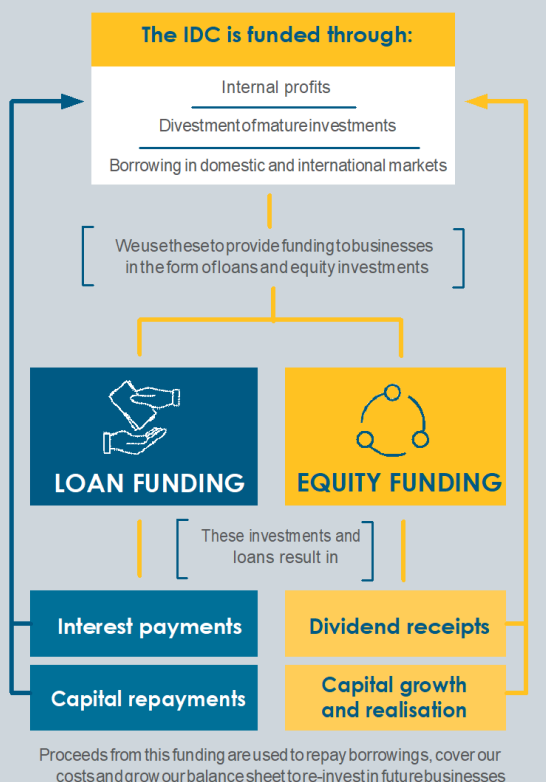 The IDC is funded through:
Internal profits
Divestment of mature investments
Borrowing in domestic and international markets
We use these to provide funding to businesses
in the form of loans and equity investments
LOAN FUNDING
EQUITY FUNDING
These investments and
loans result in
Interest payments
Dividend receipts
Capital repayments
Capital growth
and realisation
Proceeds from this funding are used to repay borrowings, cover our
costs and grow our balance sheet to re-invest in future businesses